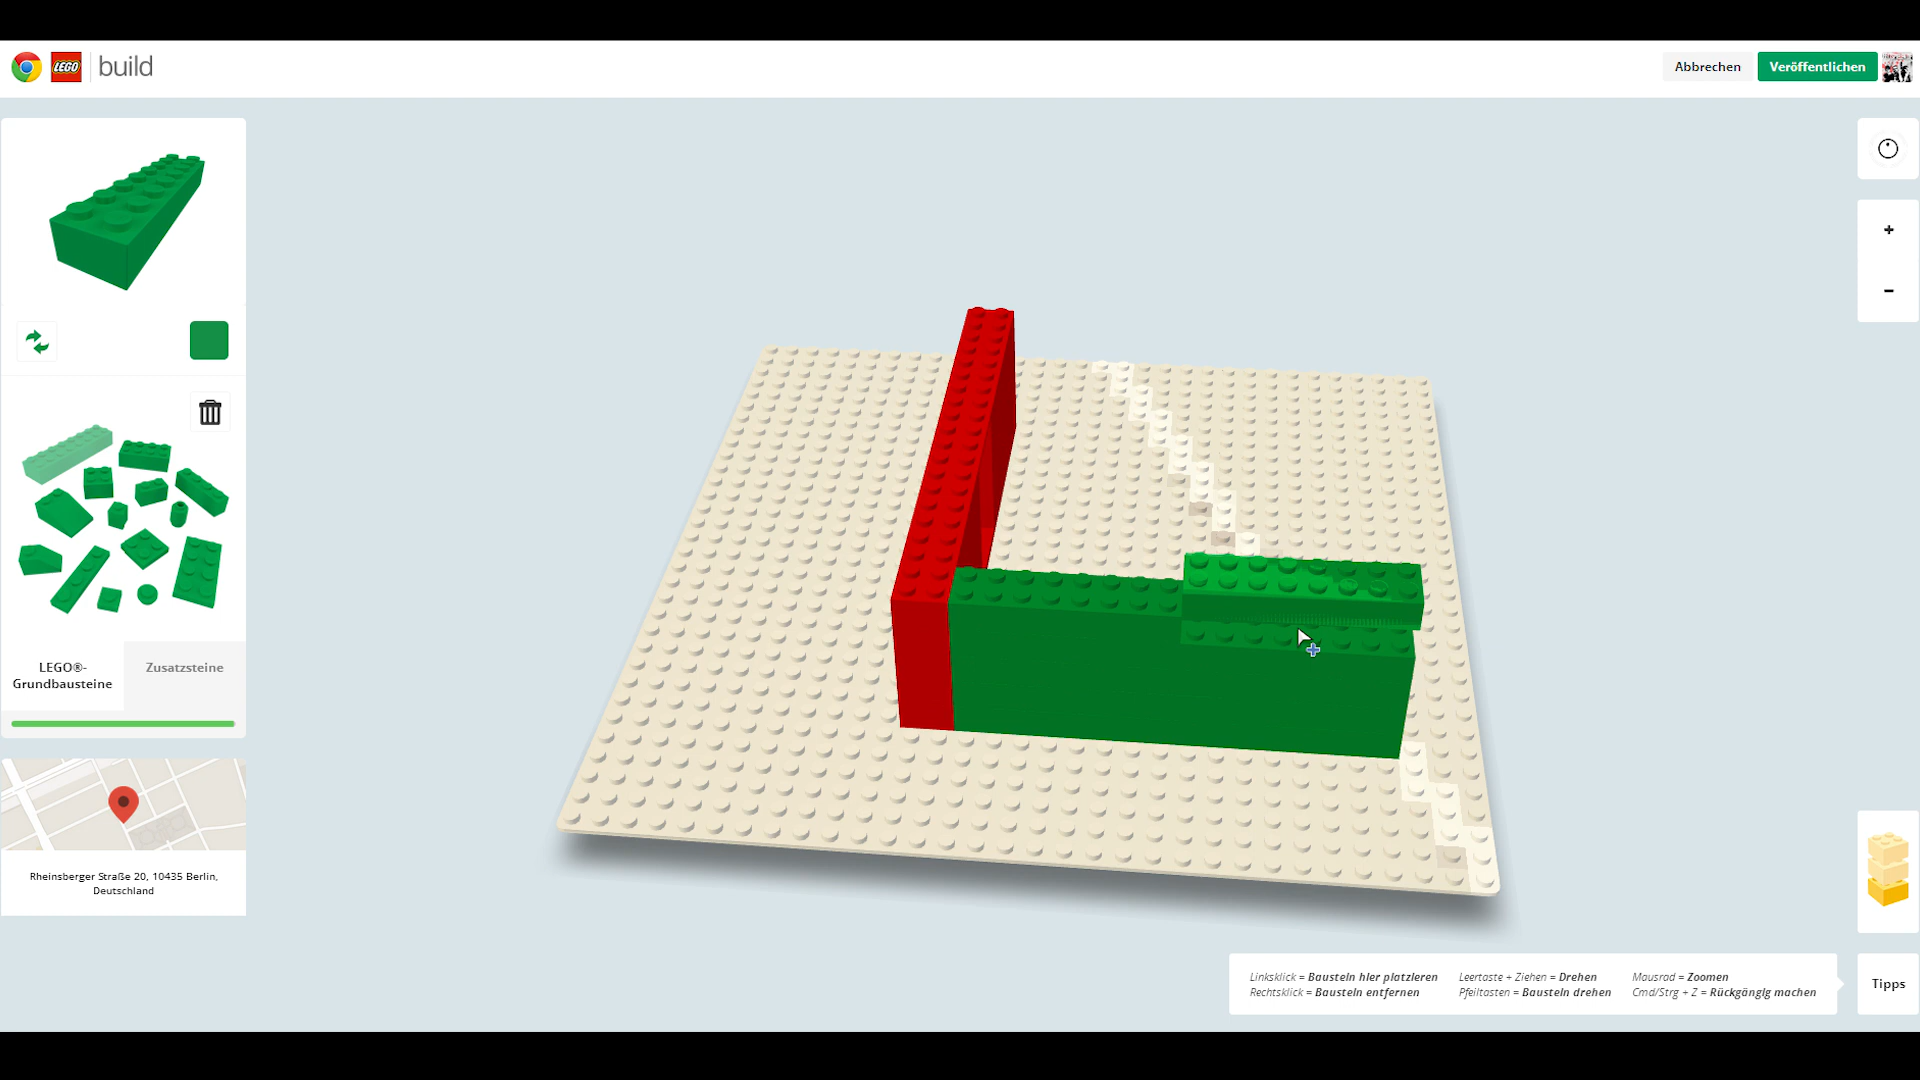 LEGO build
Abbrechen
Veröffentlichen
+
-
LEGO®-
Grundbausteine
Zusatzsteine
Rheinsberger Straße 20, 10435 Berlin,
Deutschland
Linksklick = Baustein hier platzieren
Rechtsklick = Baustein entfernen
Leertaste + Ziehen = Drehen
Pfeiltasten = Baustein drehen
Mausrad = Zoomen
Cmd/Strg + Z = Rückgängig machen
Tipps